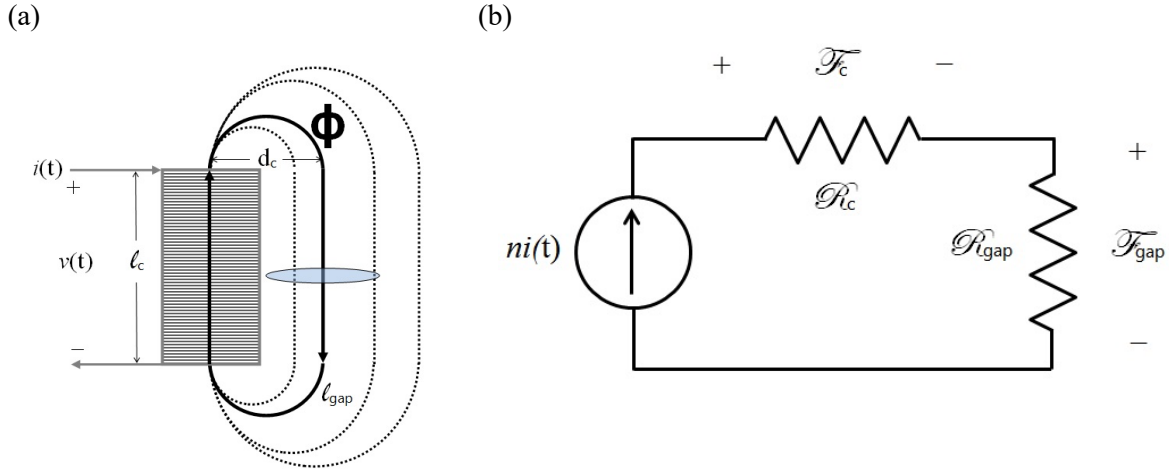 (a)
ϕ
d_c
i(t)
+
v(t)
ℓ_c
−
ℓ_gap
(b)
+ ℱ_c −
ℛ_c
ni(t)
+
ℛ_gap ℱ_gap
−